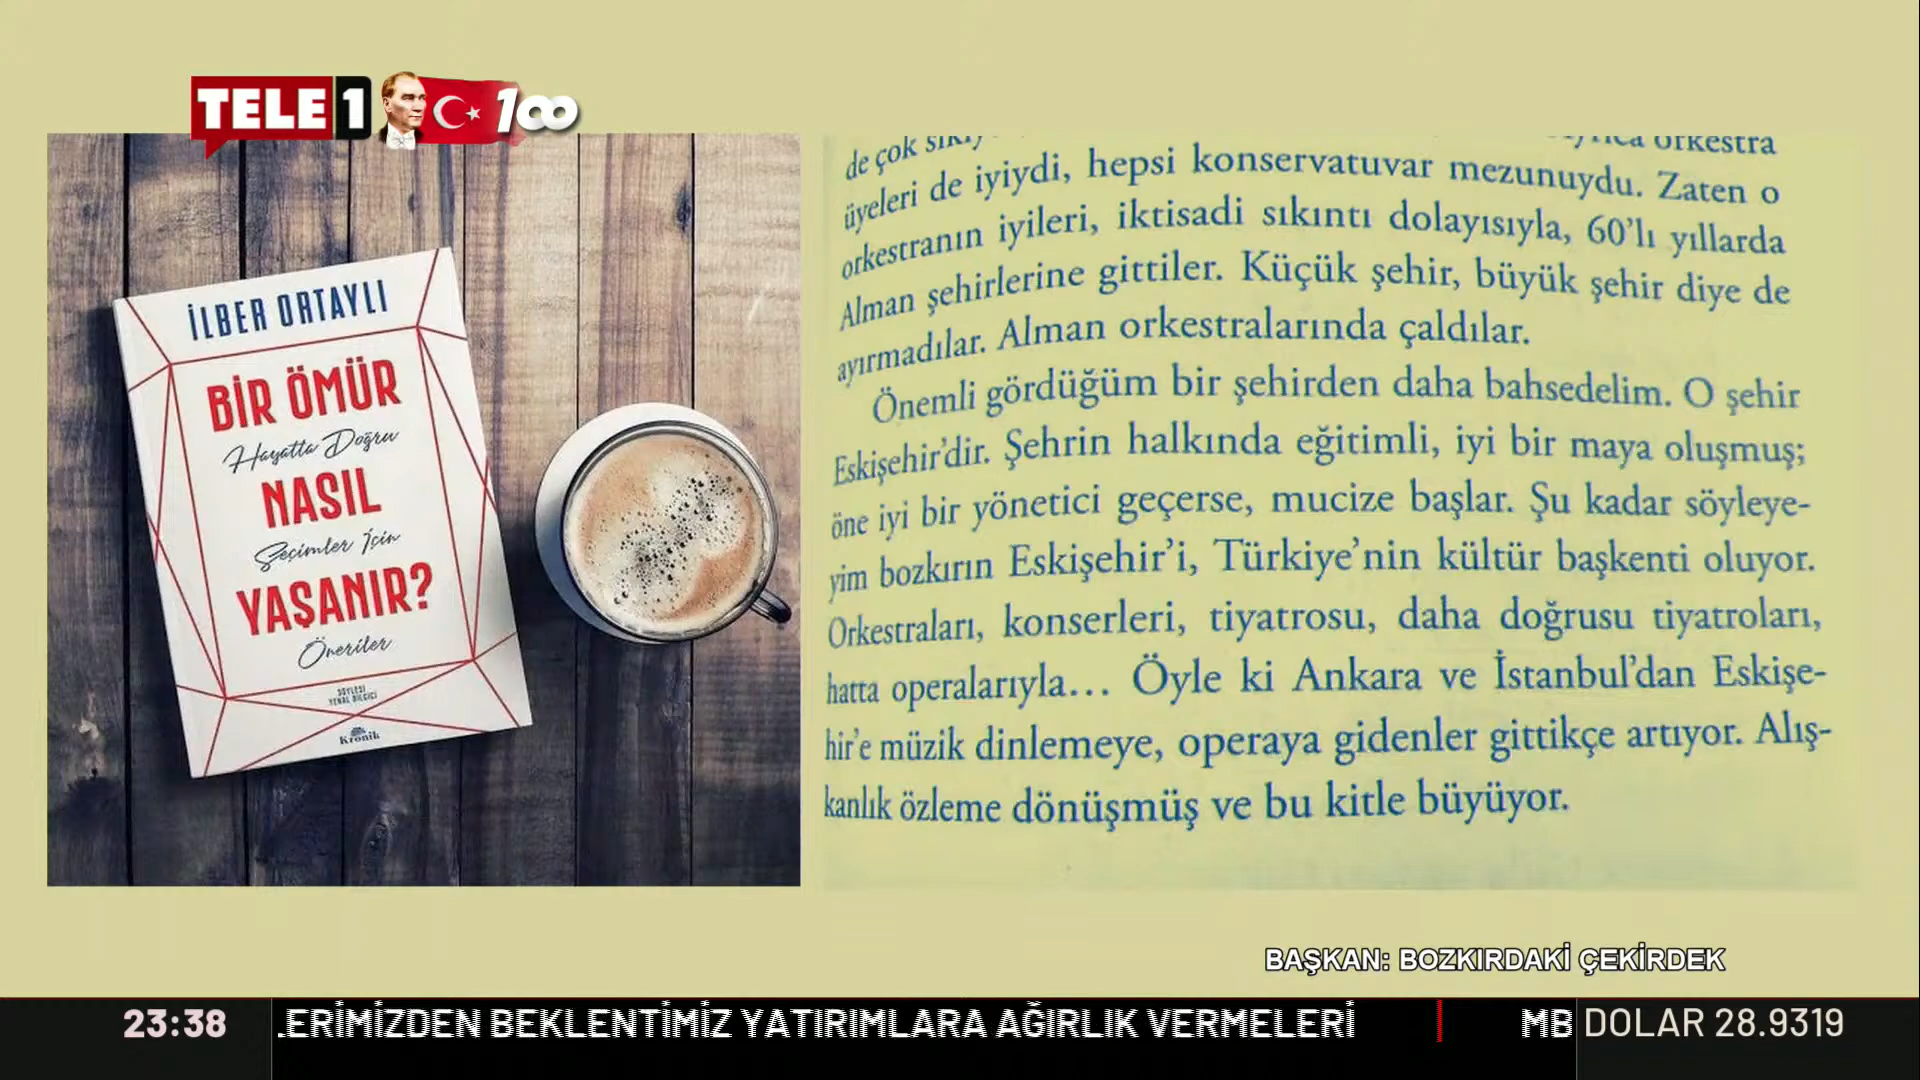 TELE1
100
İLBER ORTAYLI
BİR ÖMÜR
Hayatta Doğru
NASIL
Seçimler İçin
YAŞANIR?
Öneriler
SÖYLEŞİ
YENAL BİLGİCİ
Kronik
de çok orkestra
üyeleri de iyiydi, hepsi konservatuvar mezunuydu. Zaten o
orkestranın iyileri, iktisadi sıkıntı dolayısıyla, 60’lı yıllarda
Alman şehirlerine gittiler. Küçük şehir, büyük şehir diye de
ayırmadılar. Alman orkestralarında çaldılar.
Önemli gördüğüm bir şehirden daha bahsedelim. O şehir
Eskişehir’dir. Şehrin halkında eğitimli, iyi bir maya oluşmuş;
öne iyi bir yönetici geçerse, mucize başlar. Şu kadar söyleye-
yim bozkırın Eskişehir’i, Türkiye’nin kültür başkenti oluyor.
Orkestraları, konserleri, tiyatrosu, daha doğrusu tiyatroları,
hatta operalarıyla... Öyle ki Ankara ve İstanbul’dan Eskişe-
hir’e müzik dinlemeye, operaya gidenler gittikçe artıyor. Alış-
kanlık özleme dönüşmüş ve bu kitle büyüyor.
BAŞKAN: BOZKIRDAKİ ÇEKİRDEK
23:38 LERİMİZDEN BEKLENTİMİZ YATIRIMLARA AĞIRLIK VERMELERİ | MB DOLAR 28.9319